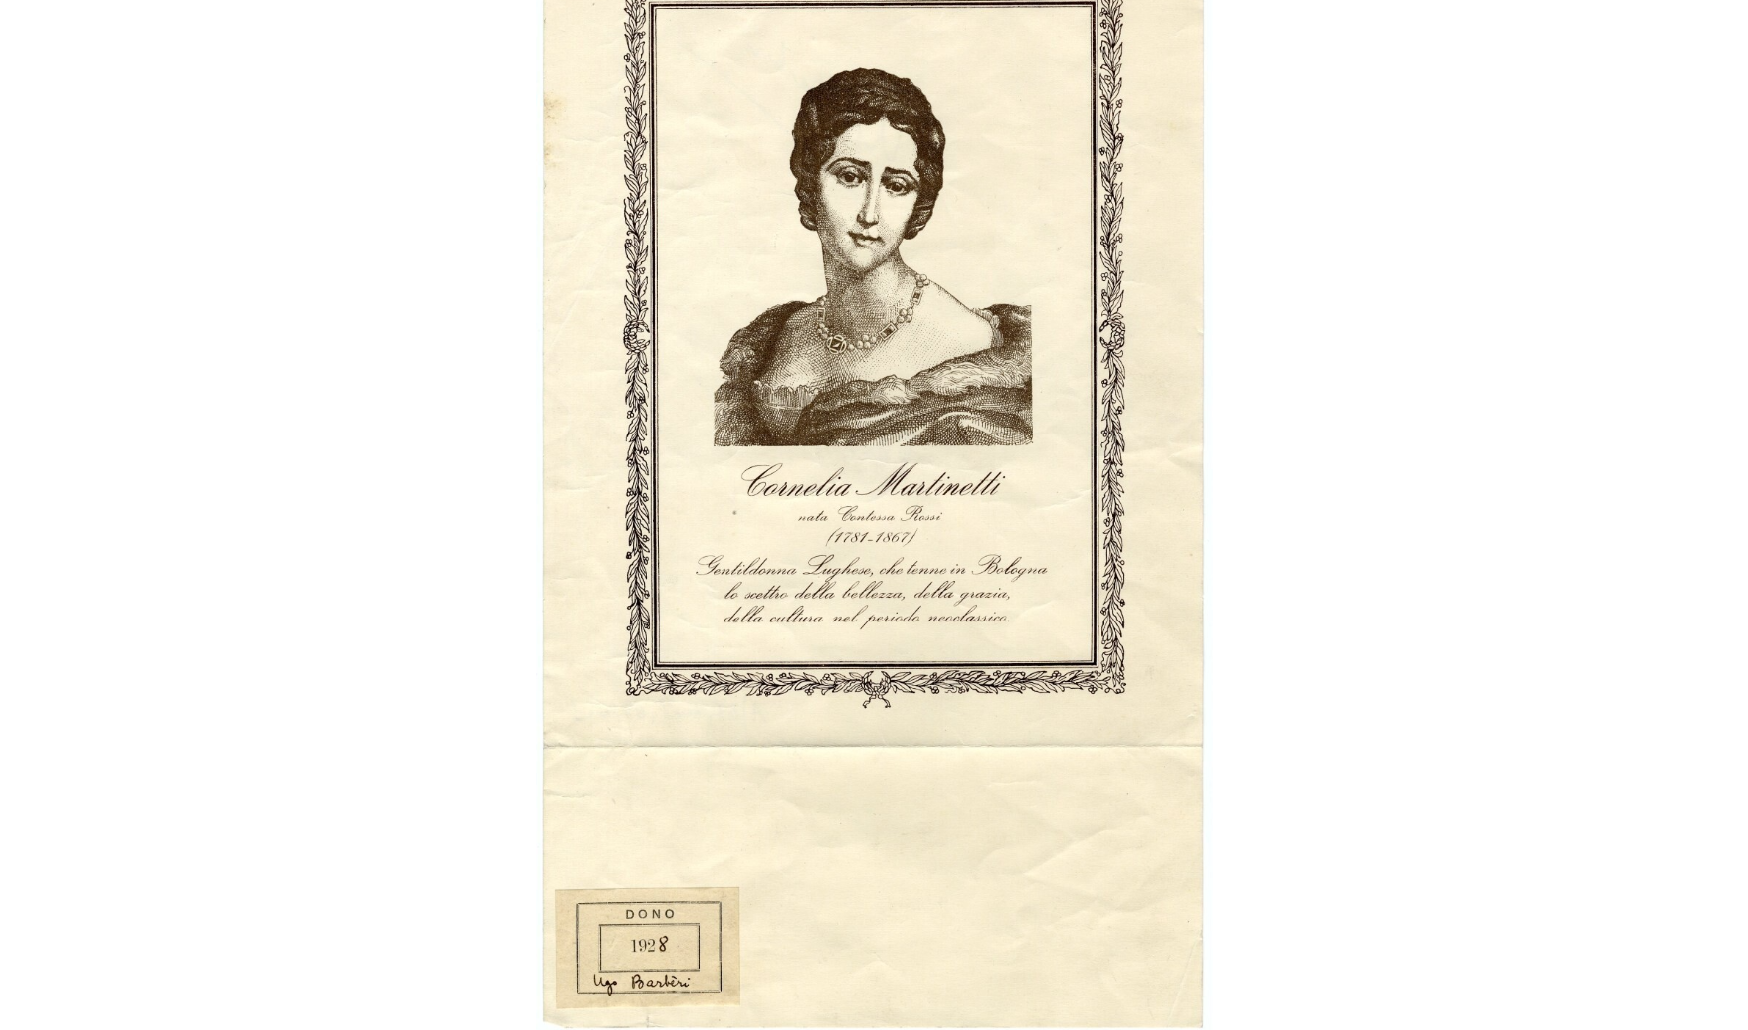 Cornelia Martinetti
nata Contessa Rossi
(1781-1867)
Gentildonna Lughese, che tenne in Bologna
lo scettro della bellezza, della grazia,
della cultura nel periodo neoclassico.
DONO
1928
Ugo Barbèri